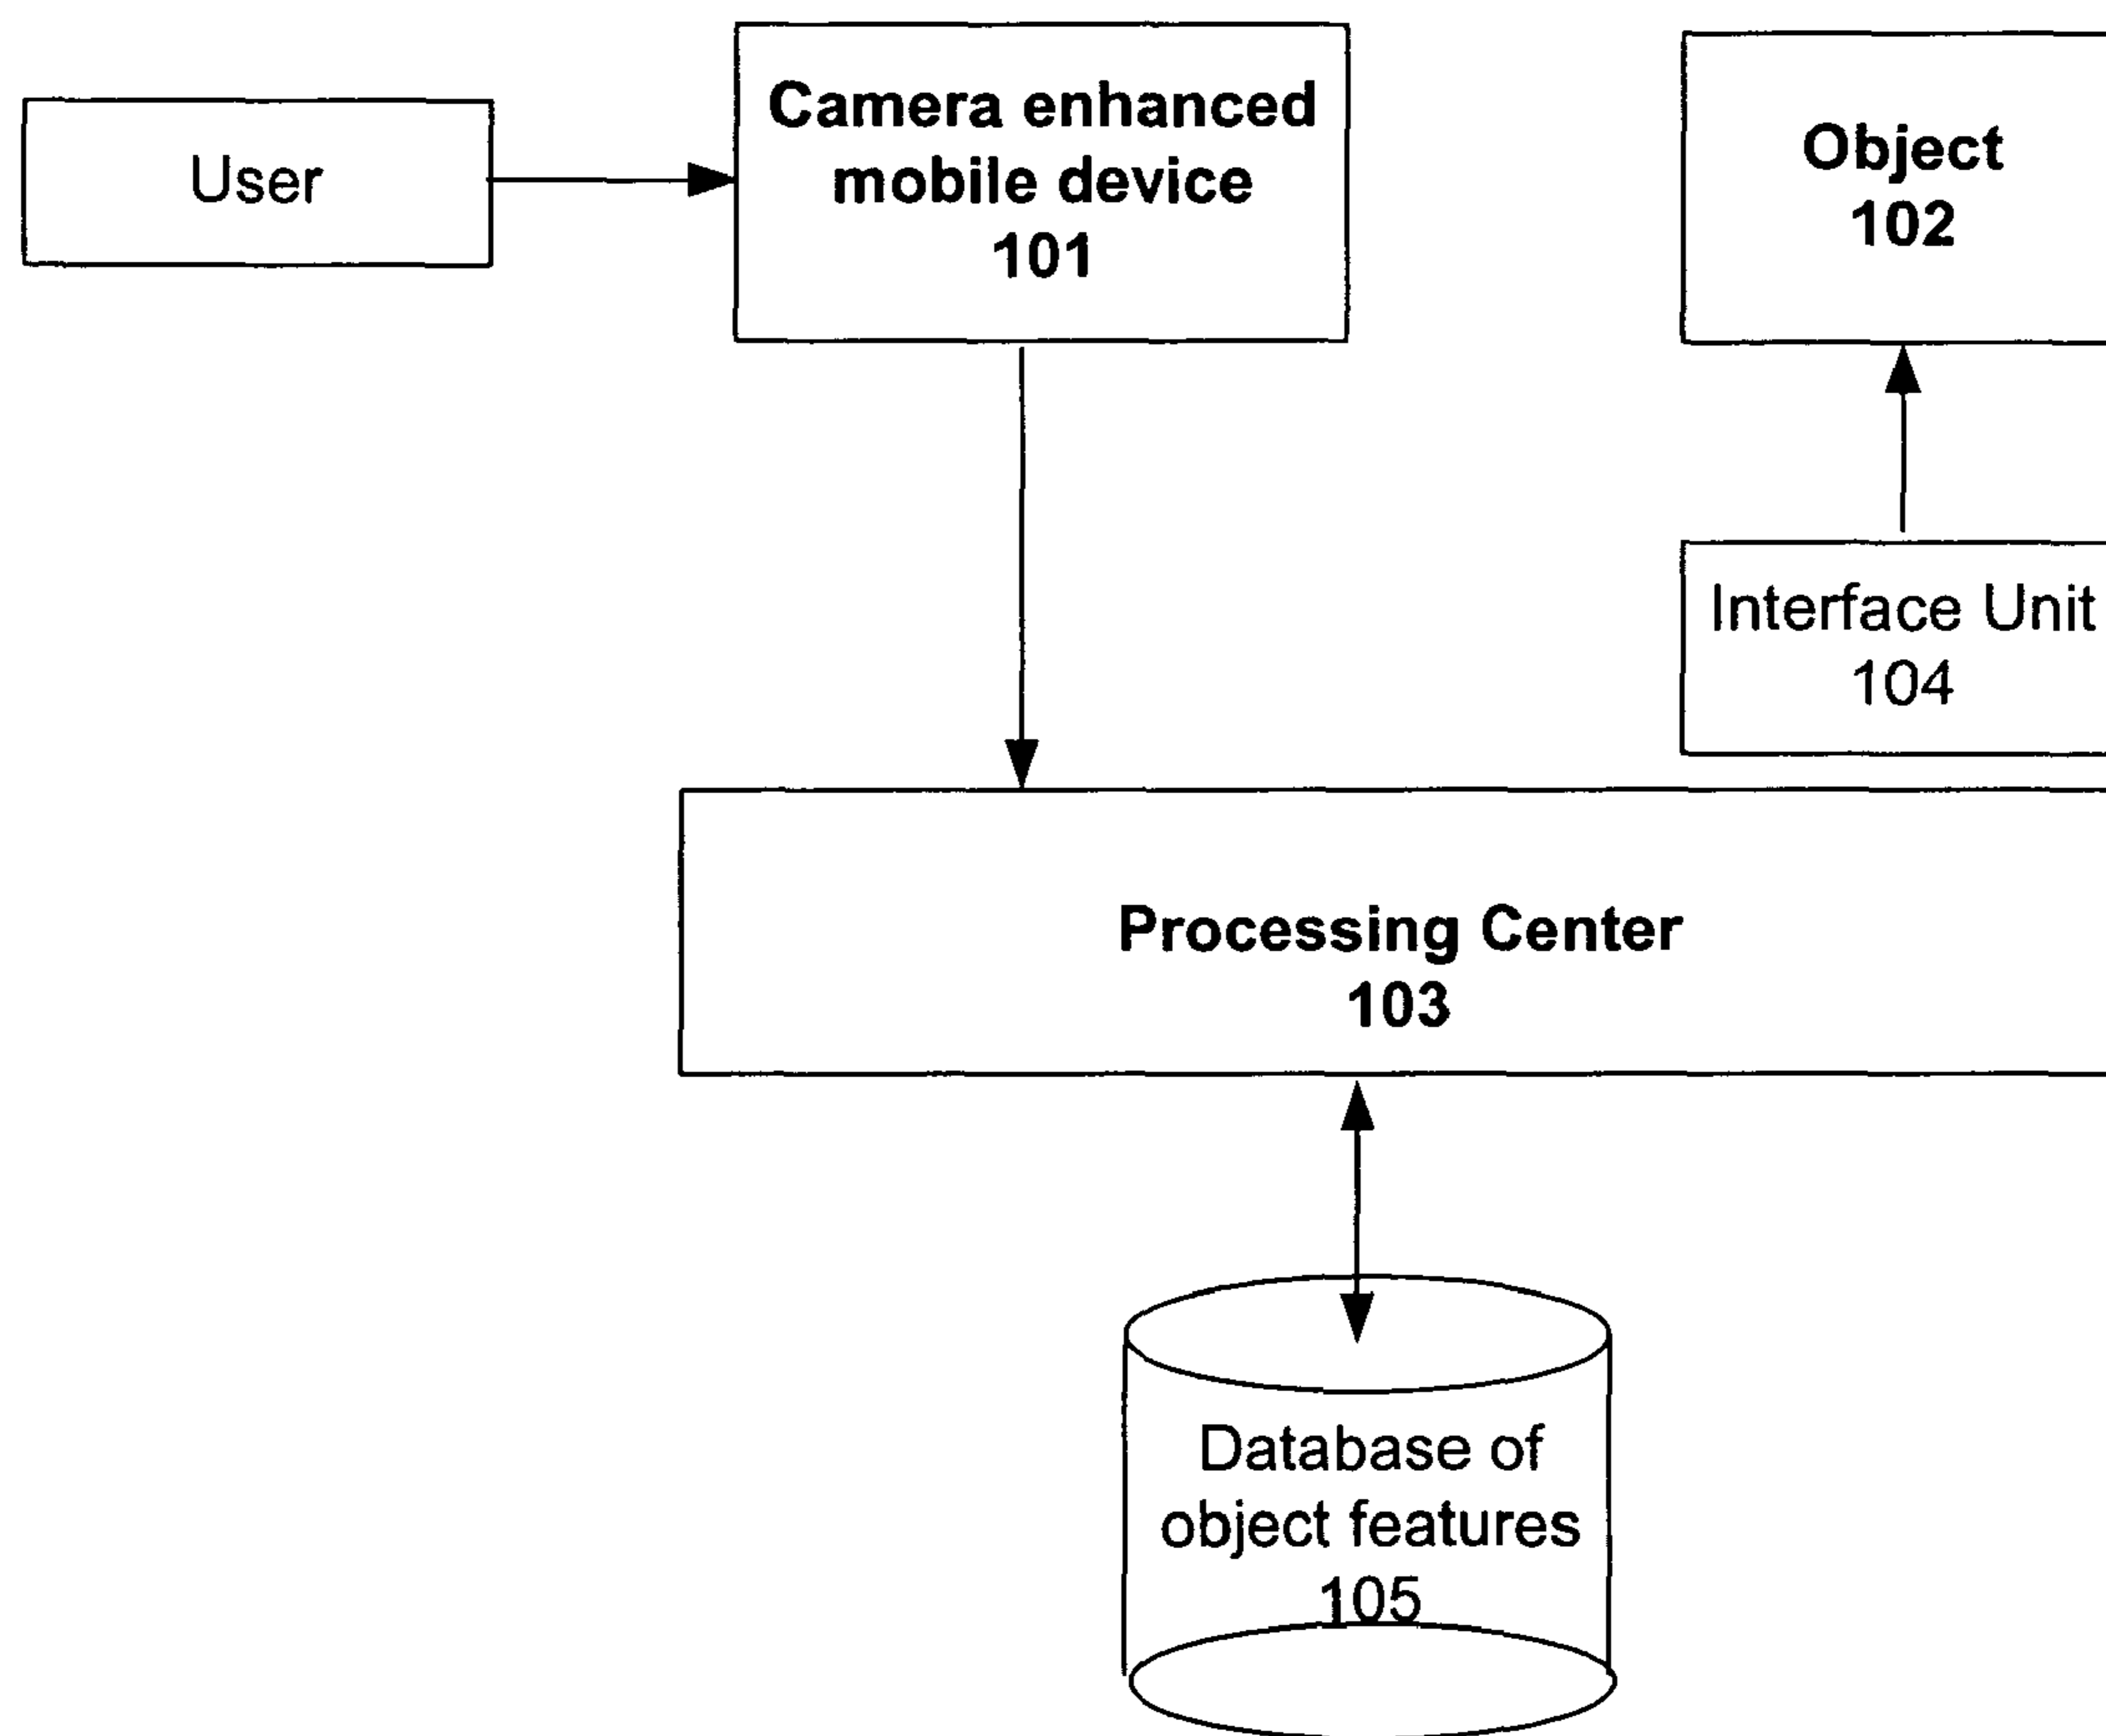 User
Camera enhanced
mobile device
101
Object
102
Interface Unit
104
Processing Center
103
Database of
object features
105